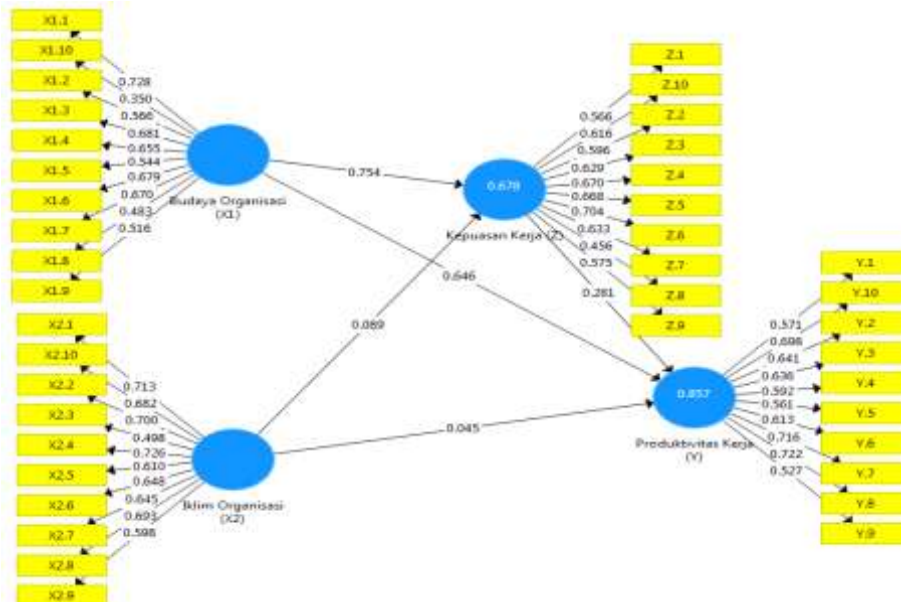 X1.1
X1.10
X1.2
X1.3
X1.4
X1.5
X1.6
X1.7
X1.8
X1.9
0.728
0.350
0.566
0.681
0.655
0.544
0.679
0.670
0.483
0.516
Budaya Organisasi
(X1)
X2.1
X2.10
X2.2
X2.3
X2.4
X2.5
X2.6
X2.7
X2.8
X2.9
0.713
0.682
0.700
0.498
0.726
0.610
0.648
0.645
0.693
0.598
Iklim Organisasi
(X2)
0.754
0.646
0.089
0.045
0.678
Kepuasan Kerja (Z)
0.566
0.616
0.596
0.629
0.670
0.668
0.704
0.633
0.456
0.575
0.281
Z.1
Z.10
Z.2
Z.3
Z.4
Z.5
Z.6
Z.7
Z.8
Z.9
0.857
Produktivitas Kerja
(Y)
0.571
0.698
0.641
0.636
0.592
0.561
0.613
0.716
0.722
0.527
Y.1
Y.10
Y.2
Y.3
Y.4
Y.5
Y.6
Y.7
Y.8
Y.9